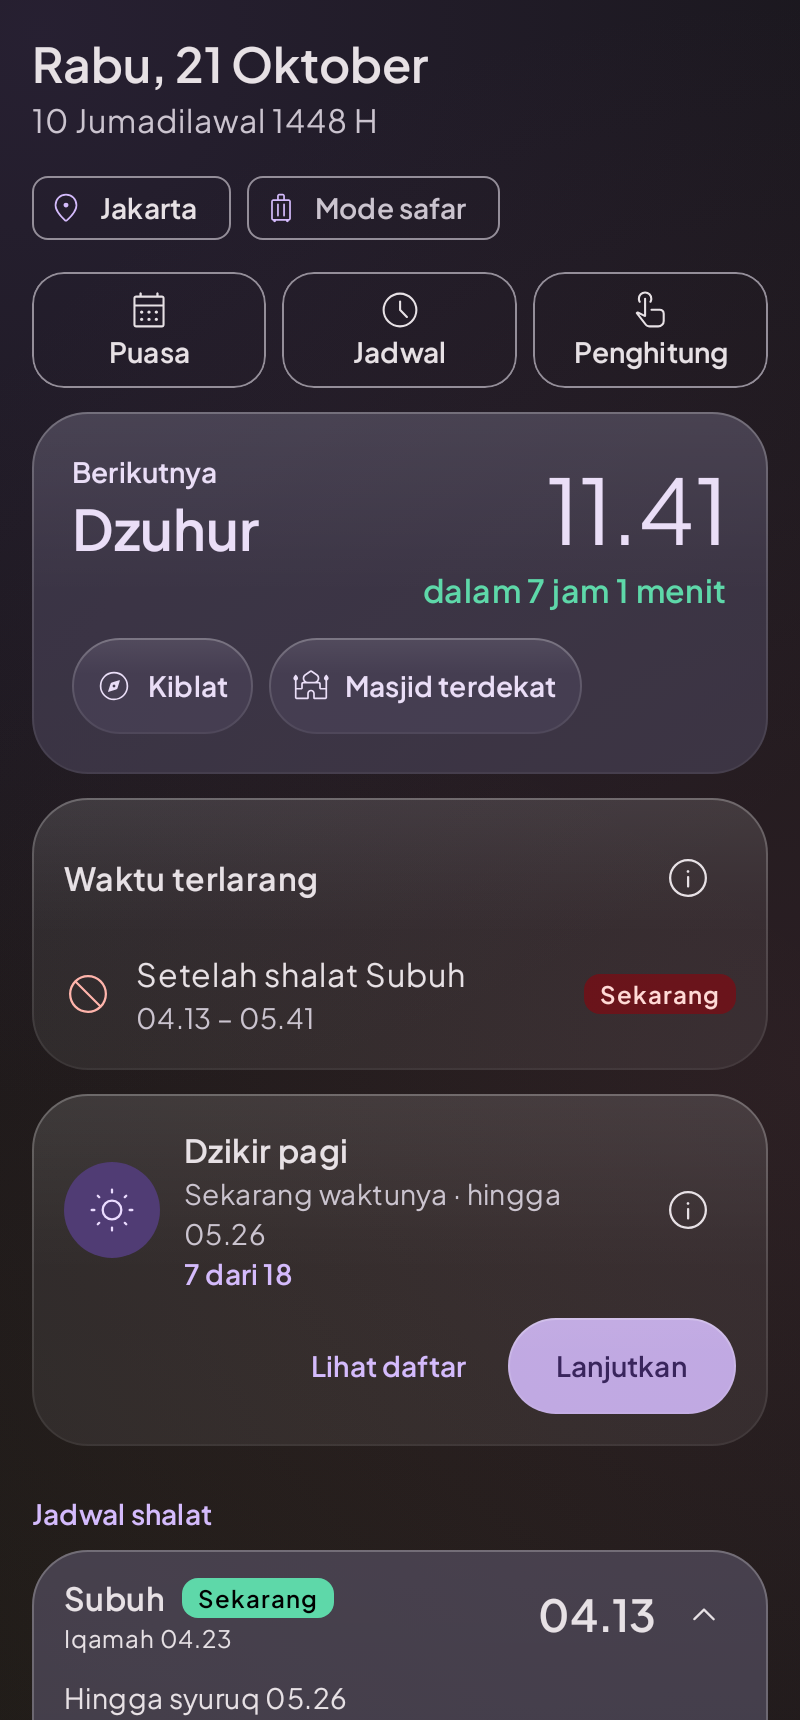 Rabu, 21 Oktober
10 Jumadilawal 1448 H
Jakarta
Mode safar
Puasa
Jadwal
Penghitung
Berikutnya
Dzuhur
11.41
dalam 7 jam 1 menit
Kiblat
Masjid terdekat
Waktu terlarang
Setelah shalat Subuh
04.13 – 05.41
Sekarang
Dzikir pagi
Sekarang waktunya · hingga
05.26
7 dari 18
Lihat daftar
Lanjutkan
Jadwal shalat
Subuh
Sekarang
04.13
Iqamah 04.23
Hingga syuruq 05.26